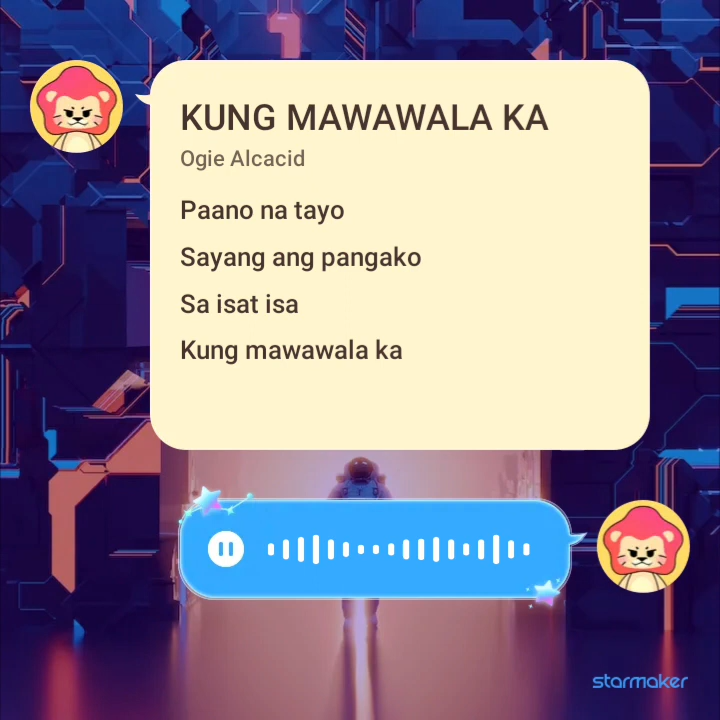 KUNG MAWAWALA KA
Ogie Alcacid
Paano na tayo
Sayang ang pangako
Sa isat isa
Kung mawawala ka
starmaker